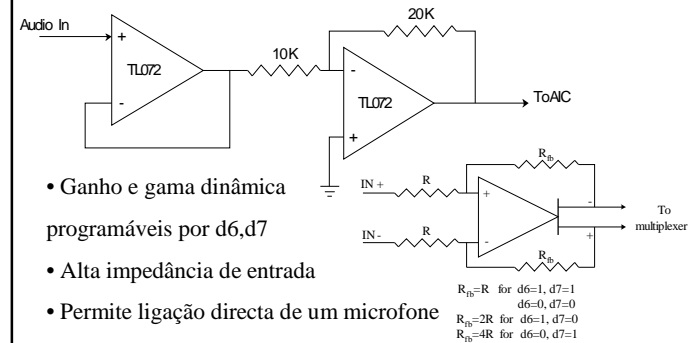 Audio In
+
TL072
-
10K
20K
-
TL072
+
ToAIC
• Ganho e gama dinâmica
programáveis por d6,d7
• Alta impedância de entrada
• Permite ligação directa de um microfone
IN +
R
IN -
R
+
-
Rfb
-
+
Rfb
To
multiplexer
Rfb=R for d6=1, d7=1
d6=0, d7=0
Rfb=2R for d6=1, d7=0
Rfb=4R for d6=0, d7=1